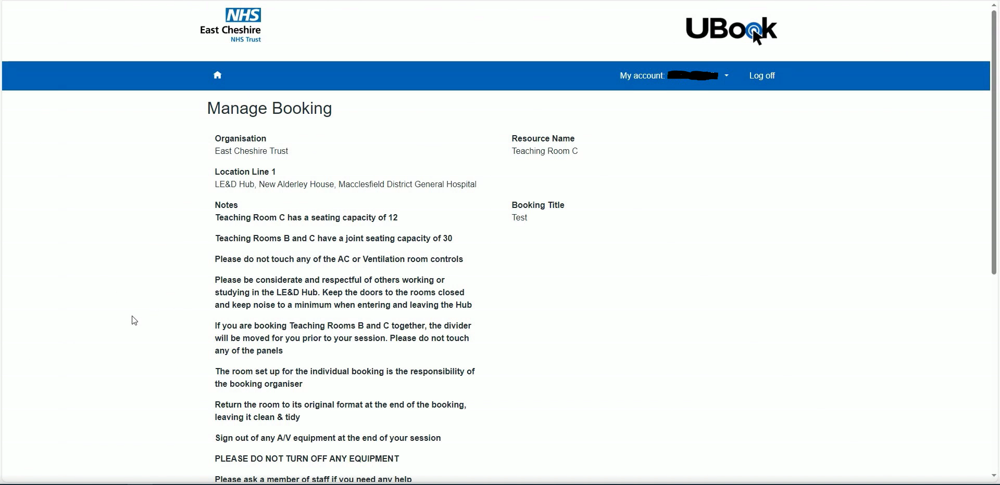 NHS
East Cheshire
NHS Trust
UBook
My account:
Log off
Manage Booking
Organisation
East Cheshire Trust
Resource Name
Teaching Room C
Location Line 1
LE&D Hub, New Alderley House, Macclesfield District General Hospital
Notes
Teaching Room C has a seating capacity of 12
Booking Title
Test
Teaching Rooms B and C have a joint seating capacity of 30
Please do not touch any of the AC or Ventilation room controls
Please be considerate and respectful of others working or
studying in the LE&D Hub. Keep the doors to the rooms closed
and keep noise to a minimum when entering and leaving the Hub
If you are booking Teaching Rooms B and C together, the divider
will be moved for you prior to your session. Please do not touch
any of the panels
The room set up for the individual booking is the responsibility of
the booking organiser
Return the room to its original format at the end of the booking,
leaving it clean & tidy
Sign out of any A/V equipment at the end of your session
PLEASE DO NOT TURN OFF ANY EQUIPMENT
Please ask a member of staff if you need any help